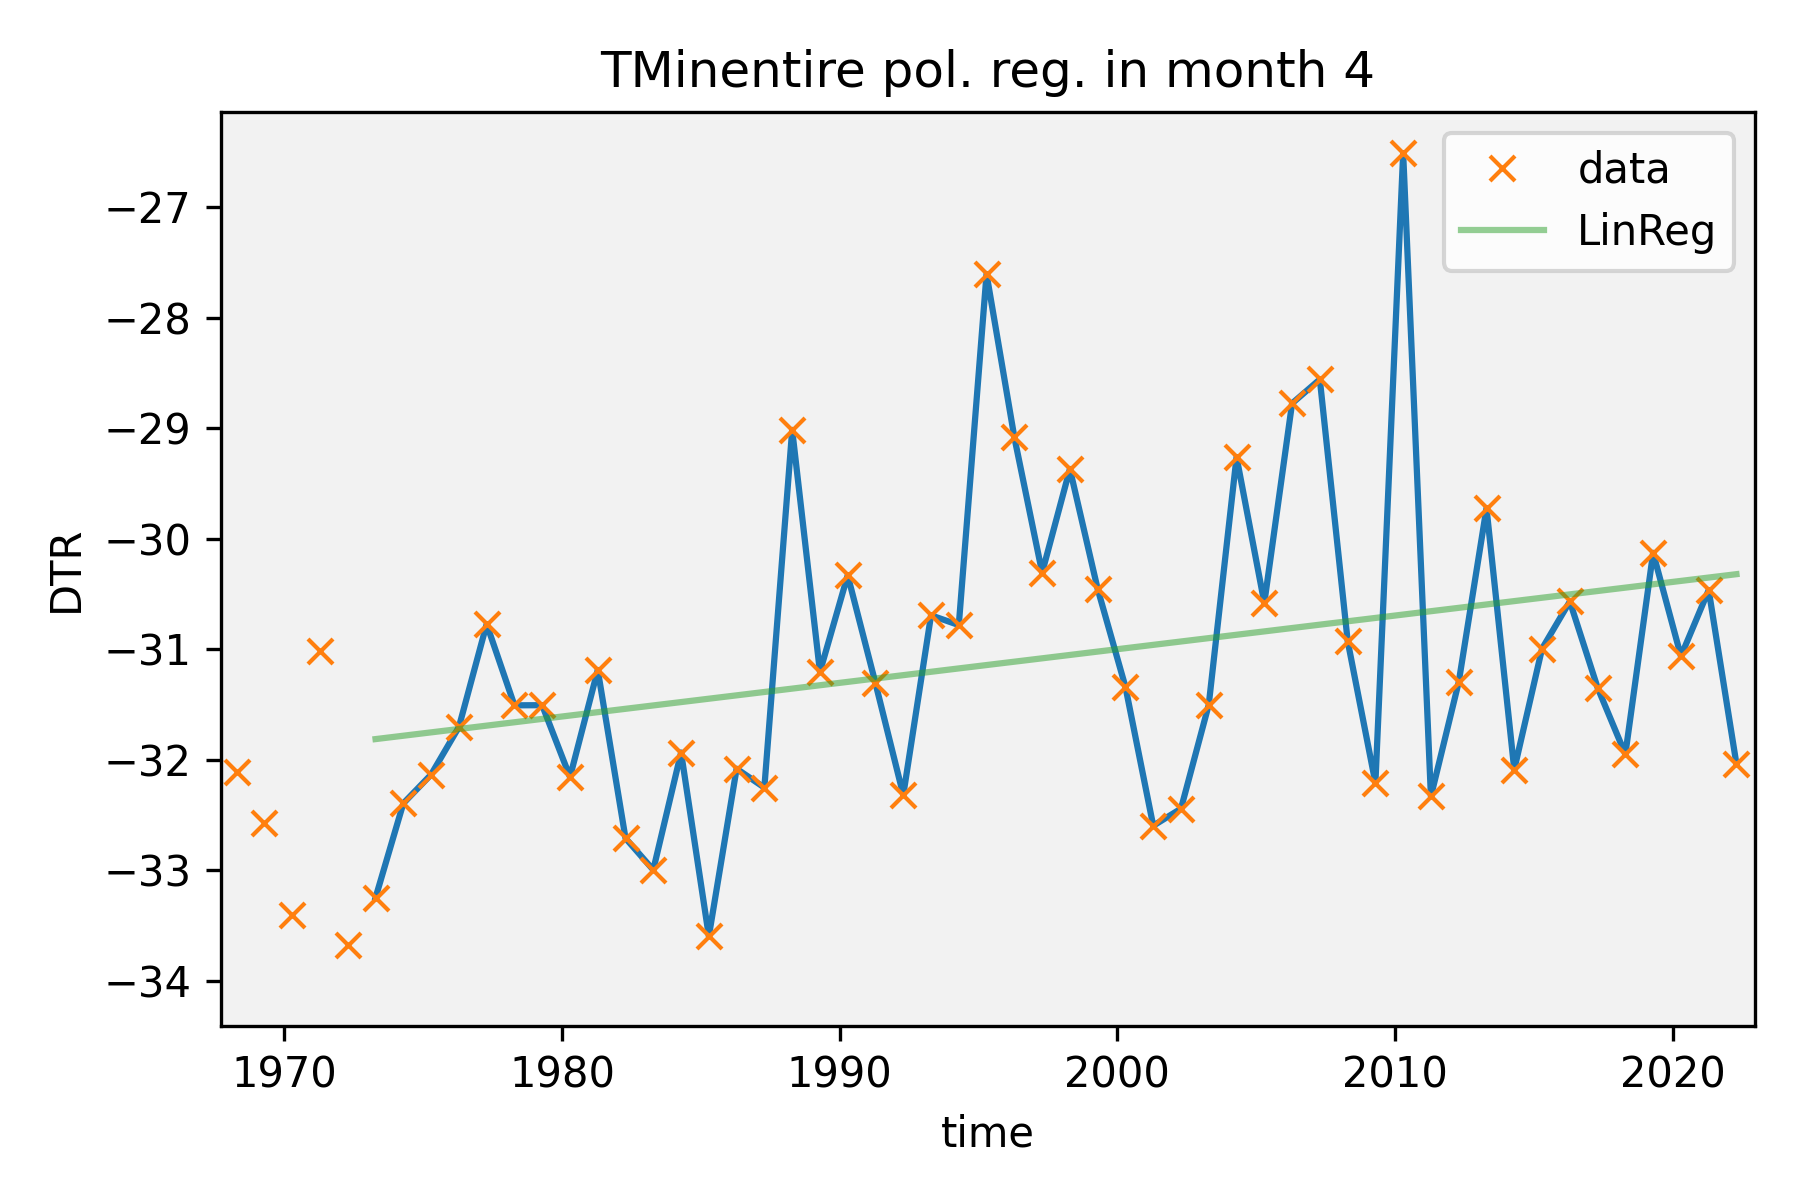 TMinentire pol. reg. in month 4
data
LinReg
−27
−28
−29
−30
−31
−32
−33
−34
DTR
1970 1980 1990 2000 2010 2020
time